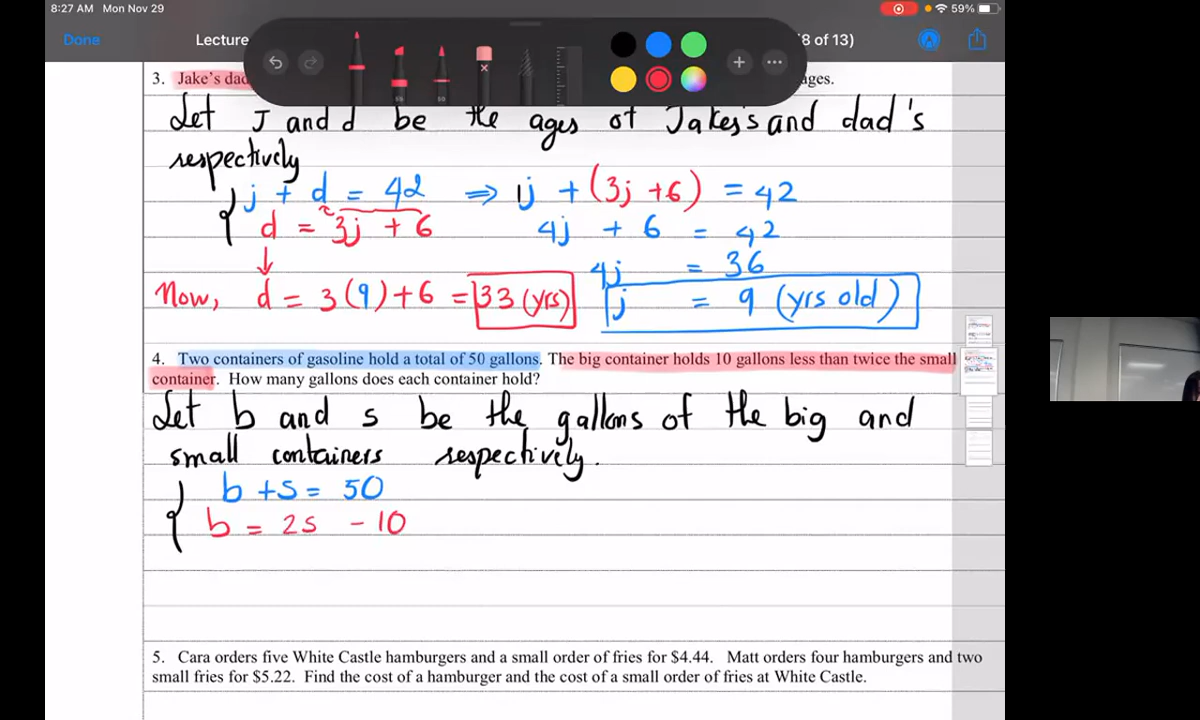 8:27 AM Mon Nov 29
59%
Done
Lecture
8 of 13)
3. Jake's dad
ages.
Let J and d be the ages of Jake's and dad's
respectively
j + d = 42 ⇒ 1j + (3j + 6) = 42
d = 3j + 6 4j + 6 = 42
4j = 36
Now, d = 3(9) + 6 = 33 (yrs) j = 9 (yrs old)
4. Two containers of gasoline hold a total of 50 gallons. The big container holds 10 gallons less than twice the small
container. How many gallons does each container hold?
Let b and s be the gallons of the big and
small containers respectively.
b + s = 50
b = 2s - 10
5. Cara orders five White Castle hamburgers and a small order of fries for $4.44. Matt orders four hamburgers and two
small fries for $5.22. Find the cost of a hamburger and the cost of a small order of fries at White Castle.